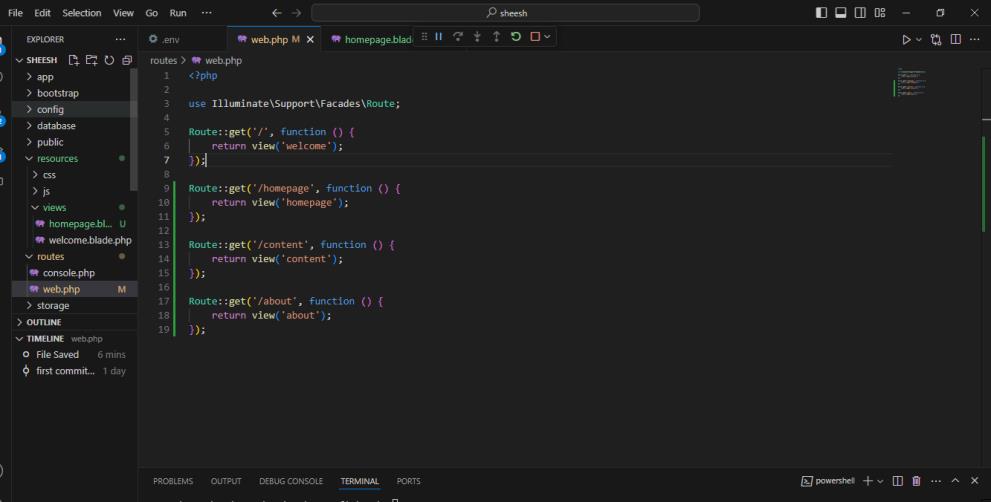 File Edit Selection View Go Run ··· ← → sheesh
EXPLORER ···
.env web.php M homepage.blad
routes > web.php
SHEESH
app
bootstrap
config
database
public
resources
css
js
views
homepage.bl... U
welcome.blade.php
routes
console.php
web.php M
storage
OUTLINE
TIMELINE web.php
File Saved 6 mins
first commit... 1 day
1 <?php
2
3 use Illuminate\Support\Facades\Route;
4
5 Route::get('/', function () {
6 return view('welcome');
7 });
8
9 Route::get('/homepage', function () {
10 return view('homepage');
11 });
12
13 Route::get('/content', function () {
14 return view('content');
15 });
16
17 Route::get('/about', function () {
18 return view('about');
19 });
PROBLEMS OUTPUT DEBUG CONSOLE TERMINAL PORTS
powershell